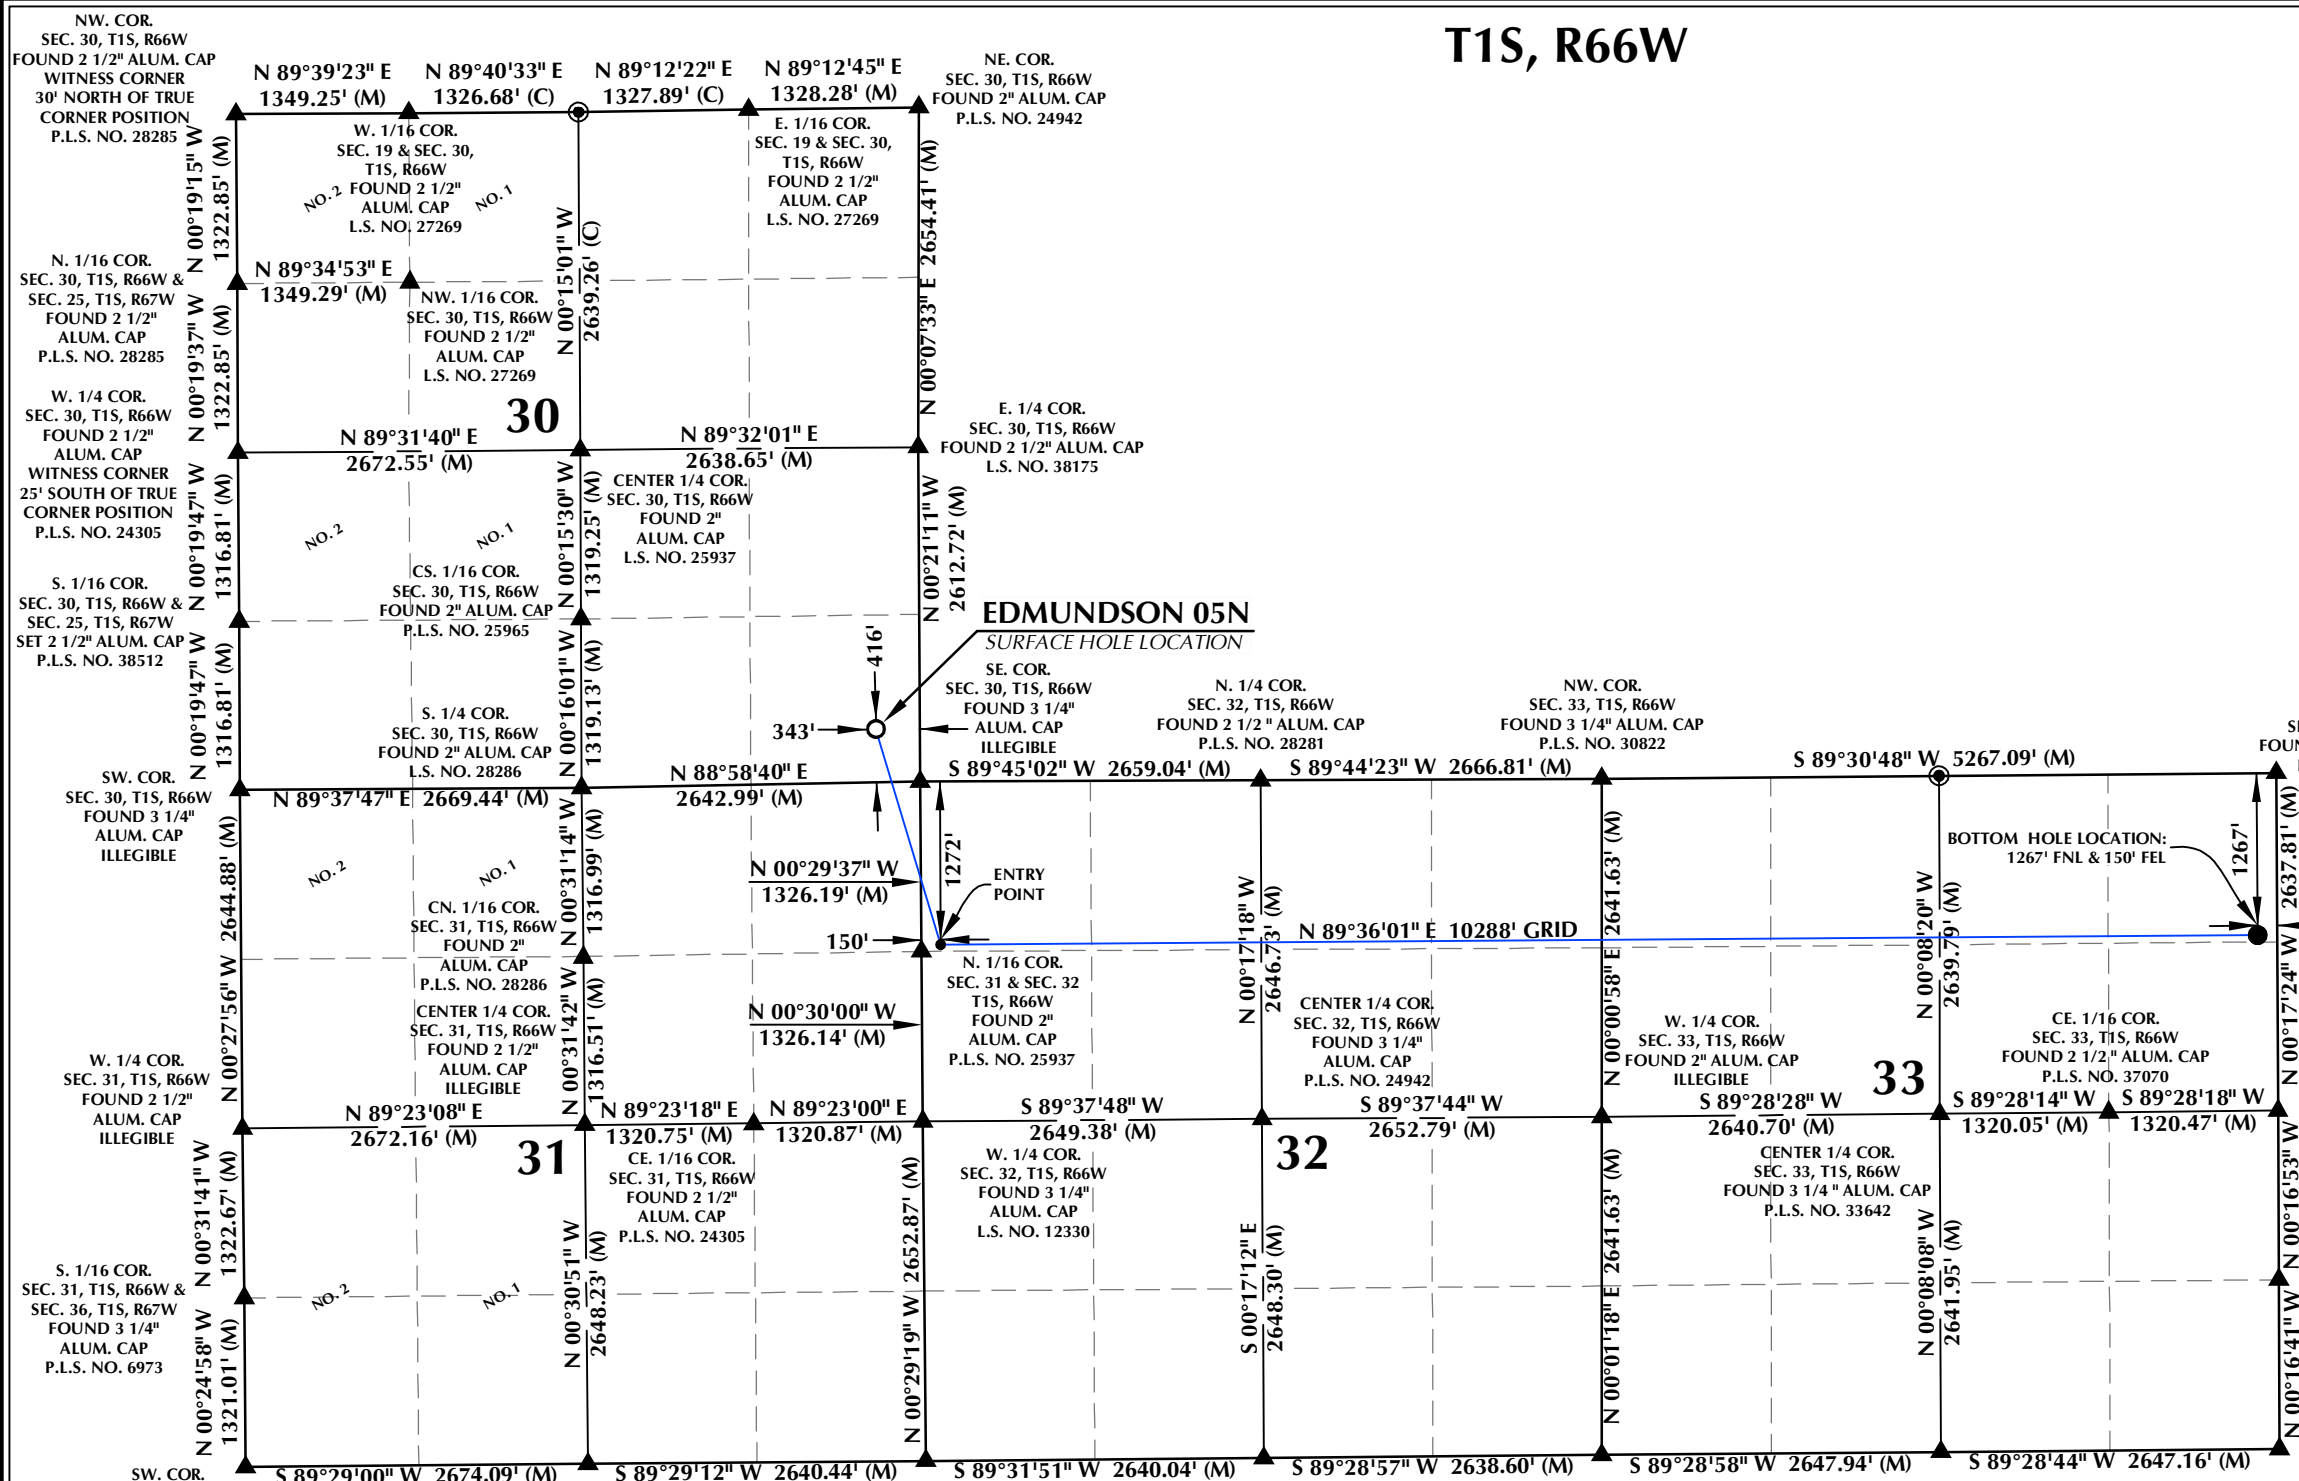 T1S, R66W
NW. COR.
SEC. 30, T1S, R66W
FOUND 2 1/2" ALUM. CAP
WITNESS CORNER
30' NORTH OF TRUE
CORNER POSITION
P.L.S. NO. 28285
N 89°39'23" E
1349.25' (M)
N 89°40'33" E
1326.68' (C)
N 89°12'22" E
1327.89' (C)
N 89°12'45" E
1328.28' (M)
NE. COR.
SEC. 30, T1S, R66W
FOUND 2" ALUM. CAP
P.L.S. NO. 24942
W. 1/16 COR.
SEC. 19 & SEC. 30,
T1S, R66W
FOUND 2 1/2"
ALUM. CAP
L.S. NO. 27269
E. 1/16 COR.
SEC. 19 & SEC. 30,
T1S, R66W
FOUND 2 1/2"
ALUM. CAP
L.S. NO. 27269
N 00°19'15" W
1322.85' (M)
NO. 2
NO. 1
N 00°15'01" W
2639.26' (C)
N 00°07'33" E 2654.41' (M)
N. 1/16 COR.
SEC. 30, T1S, R66W &
SEC. 25, T1S, R67W
FOUND 2 1/2"
ALUM. CAP
P.L.S. NO. 28285
N 89°34'53" E
1349.29' (M)
NW. 1/16 COR.
SEC. 30, T1S, R66W
FOUND 2 1/2"
ALUM. CAP
L.S. NO. 27269
N 00°19'37" W
1322.85' (M)
30
W. 1/4 COR.
SEC. 30, T1S, R66W
FOUND 2 1/2"
ALUM. CAP
WITNESS CORNER
25' SOUTH OF TRUE
CORNER POSITION
P.L.S. NO. 24305
N 89°31'40" E
2672.55' (M)
N 89°32'01" E
2638.65' (M)
E. 1/4 COR.
SEC. 30, T1S, R66W
FOUND 2 1/2" ALUM. CAP
L.S. NO. 38175
CENTER 1/4 COR.
SEC. 30, T1S, R66W
FOUND 2"
ALUM. CAP
L.S. NO. 25937
N 00°19'47" W
1316.81' (M)
NO. 2
NO. 1
N 00°15'30" W
1319.25' (M)
N 00°21'11" W
2612.72' (M)
CS. 1/16 COR.
SEC. 30, T1S, R66W
FOUND 2" ALUM. CAP
P.L.S. NO. 25965
S. 1/16 COR.
SEC. 30, T1S, R66W &
SEC. 25, T1S, R67W
SET 2 1/2" ALUM. CAP
P.L.S. NO. 38512
N 00°19'47" W
1316.81' (M)
N 00°16'01" W
1319.13' (M)
EDMUNDSON 05N
SURFACE HOLE LOCATION
416'
343'
SE. COR.
SEC. 30, T1S, R66W
FOUND 3 1/4"
ALUM. CAP
ILLEGIBLE
S. 1/4 COR.
SEC. 30, T1S, R66W
FOUND 2" ALUM. CAP
L.S. NO. 28286
N. 1/4 COR.
SEC. 32, T1S, R66W
FOUND 2 1/2 " ALUM. CAP
P.L.S. NO. 28281
NW. COR.
SEC. 33, T1S, R66W
FOUND 3 1/4" ALUM. CAP
P.L.S. NO. 30822
FOUN
SW. COR.
SEC. 30, T1S, R66W
FOUND 3 1/4"
ALUM. CAP
ILLEGIBLE
N 89°37'47" E 2669.44' (M)
N 88°58'40" E
2642.99' (M)
S 89°45'02" W 2659.04' (M)
S 89°44'23" W 2666.81' (M)
S 89°30'48" W 5267.09' (M)
N 00°27'56" W 2644.88' (M)
NO. 2
NO. 1
N 00°31'14" W
1316.99' (M)
N 00°29'37" W
1326.19' (M)
1272'
ENTRY
POINT
150'
N 00°17'18" W
2646.73' (M)
N 89°36'01" E 10288' GRID
N 00°00'58" E 2641.63' (M)
N 00°08'20" W
2639.79' (M)
BOTTOM HOLE LOCATION:
1267' FNL & 150' FEL
1267'
N 00°17'24" W 2637.81' (M)
CN. 1/16 COR.
SEC. 31, T1S, R66W
FOUND 2"
ALUM. CAP
P.L.S. NO. 28286
N. 1/16 COR.
SEC. 31 & SEC. 32
T1S, R66W
FOUND 2"
ALUM. CAP
P.L.S. NO. 25937
CENTER 1/4 COR.
SEC. 31, T1S, R66W
FOUND 2 1/2"
ALUM. CAP
ILLEGIBLE
N 00°31'42" W
1316.51' (M)
N 00°30'00" W
1326.14' (M)
CENTER 1/4 COR.
SEC. 32, T1S, R66W
FOUND 3 1/4"
ALUM. CAP
P.L.S. NO. 24942
W. 1/4 COR.
SEC. 33, T1S, R66W
FOUND 2" ALUM. CAP
ILLEGIBLE
33
CE. 1/16 COR.
SEC. 33, T1S, R66W
FOUND 2 1/2 " ALUM. CAP
P.L.S. NO. 37070
W. 1/4 COR.
SEC. 31, T1S, R66W
FOUND 2 1/2"
ALUM. CAP
ILLEGIBLE
N 89°23'08" E
2672.16' (M)
N 89°23'18" E
1320.75' (M)
N 89°23'00" E
1320.87' (M)
S 89°37'48" W
2649.38' (M)
S 89°37'44" W
2652.79' (M)
S 89°28'28" W
2640.70' (M)
S 89°28'14" W
1320.05' (M)
S 89°28'18" W
1320.47' (M)
31
32
CE. 1/16 COR.
SEC. 31, T1S, R66W
FOUND 2 1/2"
ALUM. CAP
P.L.S. NO. 24305
W. 1/4 COR.
SEC. 32, T1S, R66W
FOUND 3 1/4"
ALUM. CAP
L.S. NO. 12330
CENTER 1/4 COR.
SEC. 33, T1S, R66W
FOUND 3 1/4 " ALUM. CAP
P.L.S. NO. 33642
N 00°31'41" W
1322.67' (M)
N 00°30'51" W
2648.23' (M)
N 00°29'19" W 2652.87' (M)
S 00°17'12" E
2648.30' (M)
N 00°01'18" E 2641.63' (M)
N 00°08'08" W
2641.95' (M)
N 00°16'53" W
S. 1/16 COR.
SEC. 31, T1S, R66W &
SEC. 36, T1S, R67W
FOUND 3 1/4"
ALUM. CAP
P.L.S. NO. 6973
NO. 2
NO. 1
N 00°24'58" W
1321.01' (M)
N 00°16'41" W
SW. COR.
S 89°29'00" W 2674.09' (M)
S 89°29'12" W 2640.44' (M)
S 89°31'51" W 2640.04' (M)
S 89°28'57" W 2638.60' (M)
S 89°28'58" W 2647.94' (M)
S 89°28'44" W 2647.16' (M)